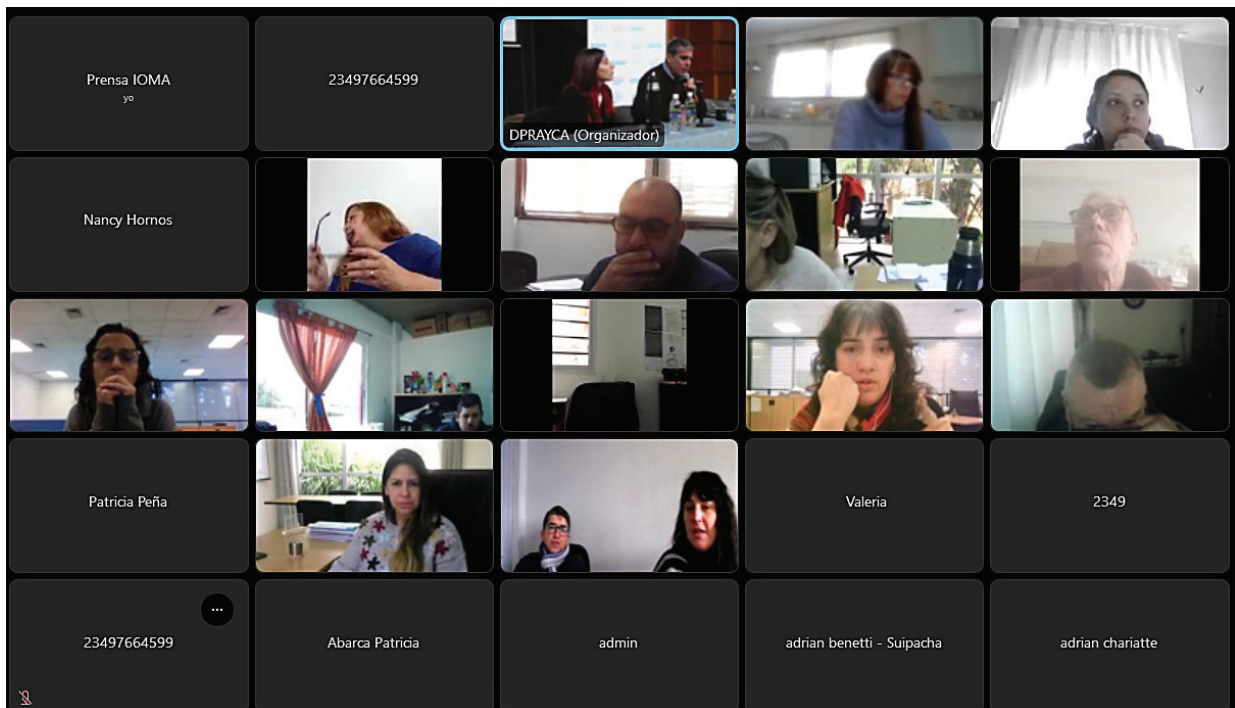 Prensa IOMA
yo
23497664599
DPRAYCA (Organizador)
Nancy Hornos
Patricia Peña
Valeria
2349
23497664599
Abarca Patricia
admin
adrian benetti - Suipacha
adrian chariatte